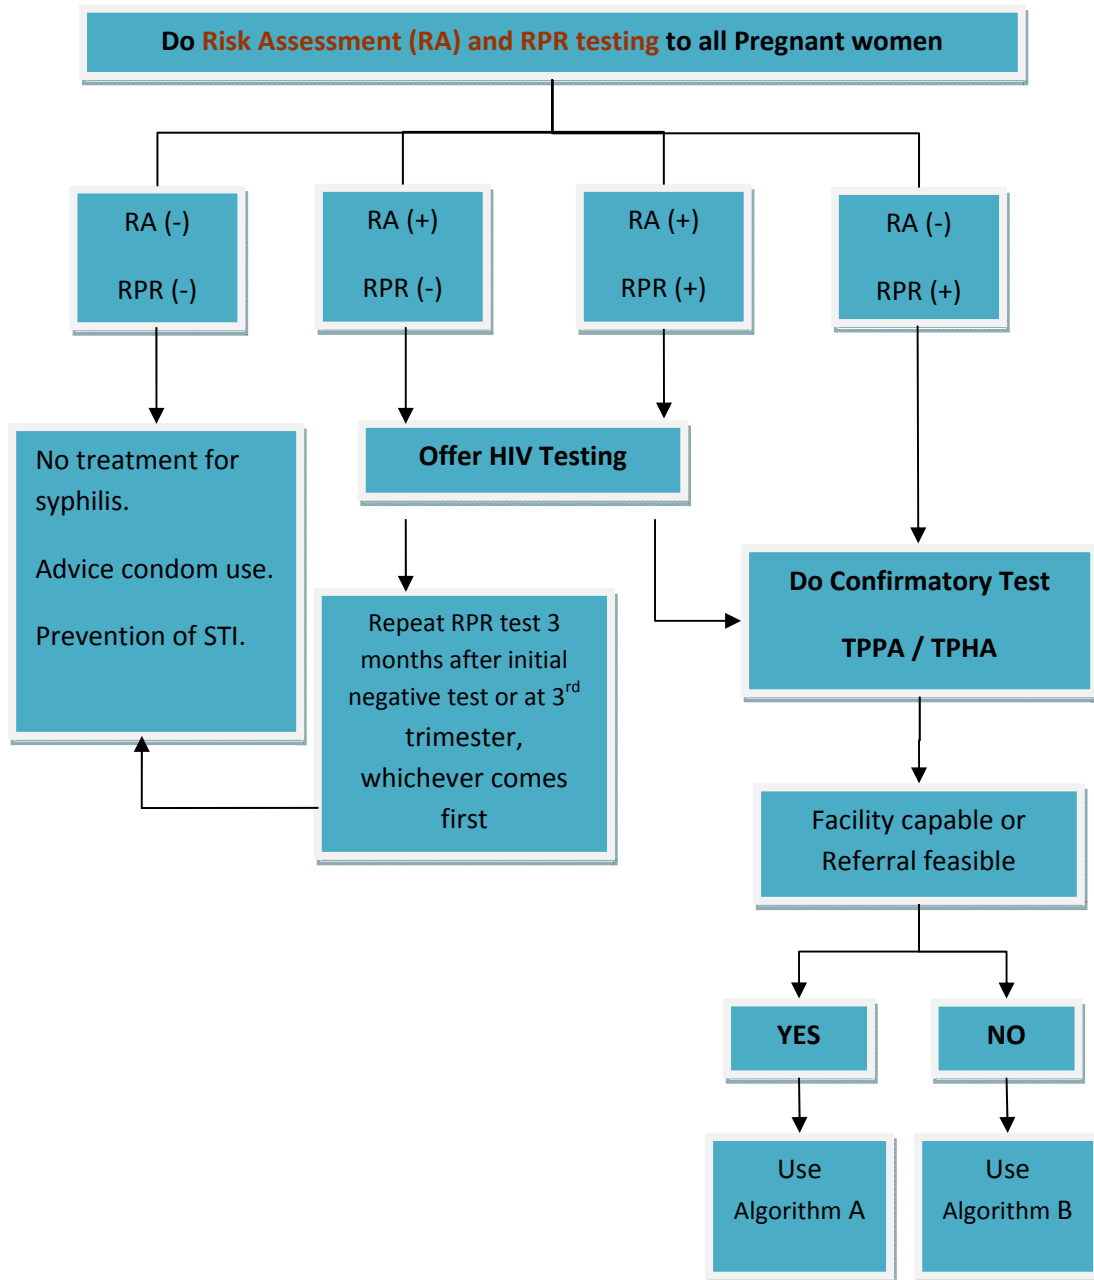 Do Risk Assessment (RA) and RPR testing to all Pregnant women
RA (-)
RPR (-)
RA (+)
RPR (-)
RA (+)
RPR (+)
RA (-)
RPR (+)
No treatment for
syphilis.
Advice condom use.
Prevention of STI.
Offer HIV Testing
Repeat RPR test 3
months after initial
negative test or at 3rd
trimester,
whichever comes
first
Do Confirmatory Test
TPPA / TPHA
Facility capable or
Referral feasible
YES
NO
Use
Algorithm A
Use
Algorithm B